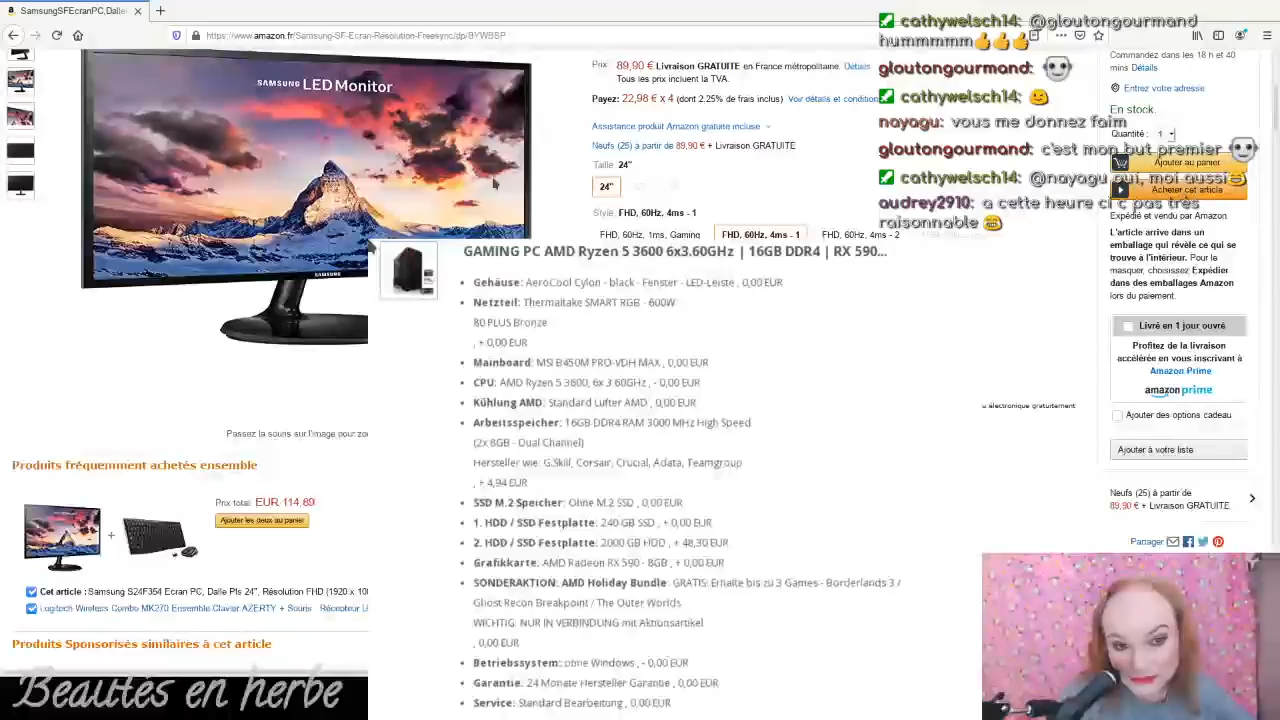 SamsungSFEcranPC,Dalle
https://www.amazon.fr/Samsung-SF-Ecran-Résolution-Freesync/dp/BYWBSP
SAMSUNG LED Monitor
SAMSUNG
Passez la souris sur l'image pour zo
Prix
89,90 € Livraison GRATUITE en France métropolitaine. Détails
Tous les prix incluent la TVA.
Payez: 22,98 € x 4 (dont 2.25% de frais inclus) Voir détails et condition
Assistance produit Amazon gratuite incluse
Neufs (25) à partir de 89,90 € + Livraison GRATUITE
Taille: 24"
24"
Style: FHD, 60Hz, 4ms - 1
FHD, 60Hz, 1ms, Gaming
FHD, 60Hz, 4ms - 1
FHD, 60Hz, 4ms - 2
cathywelsch14: @gloutongourmand
hummmmm👍👍👍
gloutongourmand:
cathywelsch14:
nayagu: vous me donnez faim
gloutongourmand: c'est mon but premier
cathywelsch14: @nayagu oui, moi aussi
audrey2910: a cette heure ci c pas très
raisonnable
Commandez dans les 18 h et 40
mins Détails
Entrez votre adresse
En stock.
Quantité : 1
Ajouter au panier
Acheter cet article
Expédié et vendu par Amazon.
L'article arrive dans un
emballage qui révèle ce qui se
trouve à l'intérieur. Pour le
masquer, choisissez Expédier
dans des emballages Amazon
lors du paiement.
Livré en 1 jour ouvré
Profitez de la livraison
accélérée en vous inscrivant à
Amazon Prime
amazon prime
Ajouter des options cadeau
Ajouter à votre liste
Neufs (25) à partir de
89,90 € + Livraison GRATUITE
Partager
électronique gratuitement
GAMING PC AMD Ryzen 5 3600 6x3.60GHz | 16GB DDR4 | RX 590...
Gehäuse: AeroCool Cylon - black - Fenster - LED-Leiste , 0,00 EUR
Netzteil: Thermaltake SMART RGB - 600W
80 PLUS Bronze
, + 0,00 EUR
Mainboard: MSI B450M PRO-VDH MAX , 0,00 EUR
CPU: AMD Ryzen 5 3600, 6x 3.60GHz , - 0,00 EUR
Kühlung AMD: Standard Lüfter AMD , 0,00 EUR
Arbeitsspeicher: 16GB DDR4 RAM 3000 MHz High Speed
(2x 8GB - Dual Channel)
Hersteller wie: G.Skill, Corsair, Crucial, Adata, Teamgroup
, + 4,94 EUR
SSD M.2 Speicher: Ohne M.2 SSD , 0,00 EUR
1. HDD / SSD Festplatte: 240 GB SSD , + 0,00 EUR
2. HDD / SSD Festplatte: 2000 GB HDD , + 48,30 EUR
Grafikkarte: AMD Radeon RX 590 - 8GB , + 0,00 EUR
SONDERAKTION: AMD Holiday Bundle: GRATIS: Erhalte bis zu 3 Games - Borderlands 3 /
Ghost Recon Breakpoint / The Outer Worlds
WICHTIG: NUR IN VERBINDUNG mit Aktionsartikel
, 0,00 EUR
Betriebssystem: ohne Windows , - 0,00 EUR
Garantie: 24 Monate Hersteller Garantie , 0,00 EUR
Service: Standard Bearbeitung , 0,00 EUR
Produits fréquemment achetés ensemble
Prix total: EUR 114,89
Ajouter les deux au panier
Cet article : Samsung S24F354 Ecran PC, Dalle Pls 24", Résolution FHD (1920 x 10
Logitech Wireless Combo MK270 Ensemble Clavier AZERTY + Souris
Produits Sponsorisés similaires à cet article
Beautés en herbe